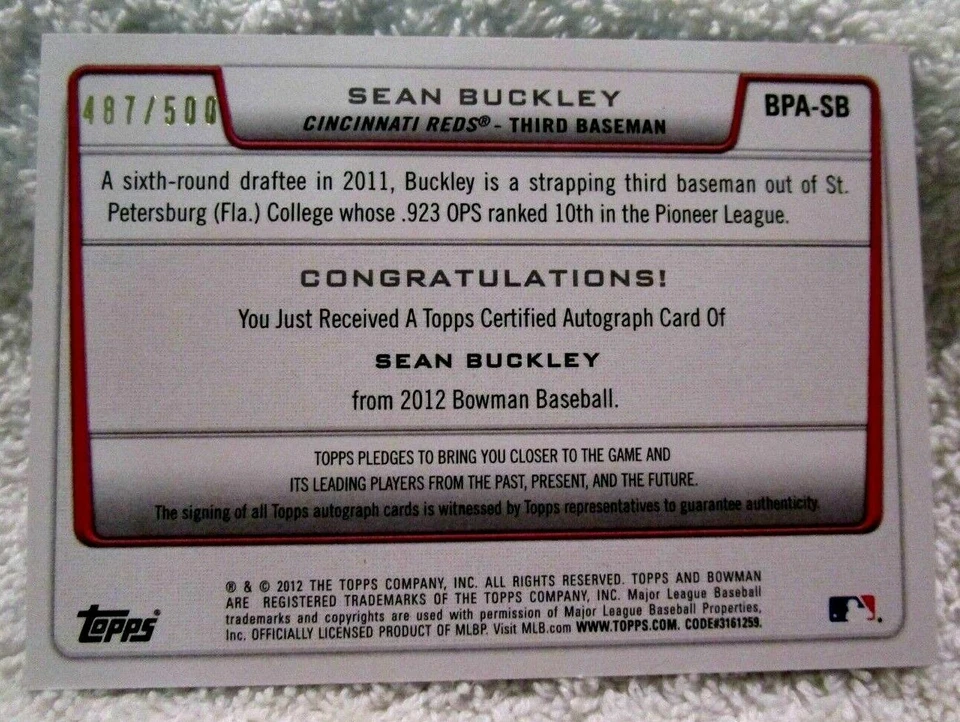 487/500
SEAN BUCKLEY
CINCINNATI REDS® - THIRD BASEMAN
BPA-SB
A sixth-round draftee in 2011, Buckley is a strapping third baseman out of St.
Petersburg (Fla.) College whose .923 OPS ranked 10th in the Pioneer League.
CONGRATULATIONS!
You Just Received A Topps Certified Autograph Card Of
SEAN BUCKLEY
from 2012 Bowman Baseball.
TOPPS PLEDGES TO BRING YOU CLOSER TO THE GAME AND
ITS LEADING PLAYERS FROM THE PAST, PRESENT, AND THE FUTURE.
The signing of all Topps autograph cards is witnessed by Topps representatives to guarantee authenticity.
® & © 2012 THE TOPPS COMPANY, INC. ALL RIGHTS RESERVED. TOPPS AND BOWMAN
ARE REGISTERED TRADEMARKS OF THE TOPPS COMPANY, INC. Major League Baseball
trademarks and copyrights are used with permission of Major League Baseball Properties,
Inc. OFFICIALLY LICENSED PRODUCT OF MLBP. Visit MLB.com WWW.TOPPS.COM. CODE#3161259.
Topps®